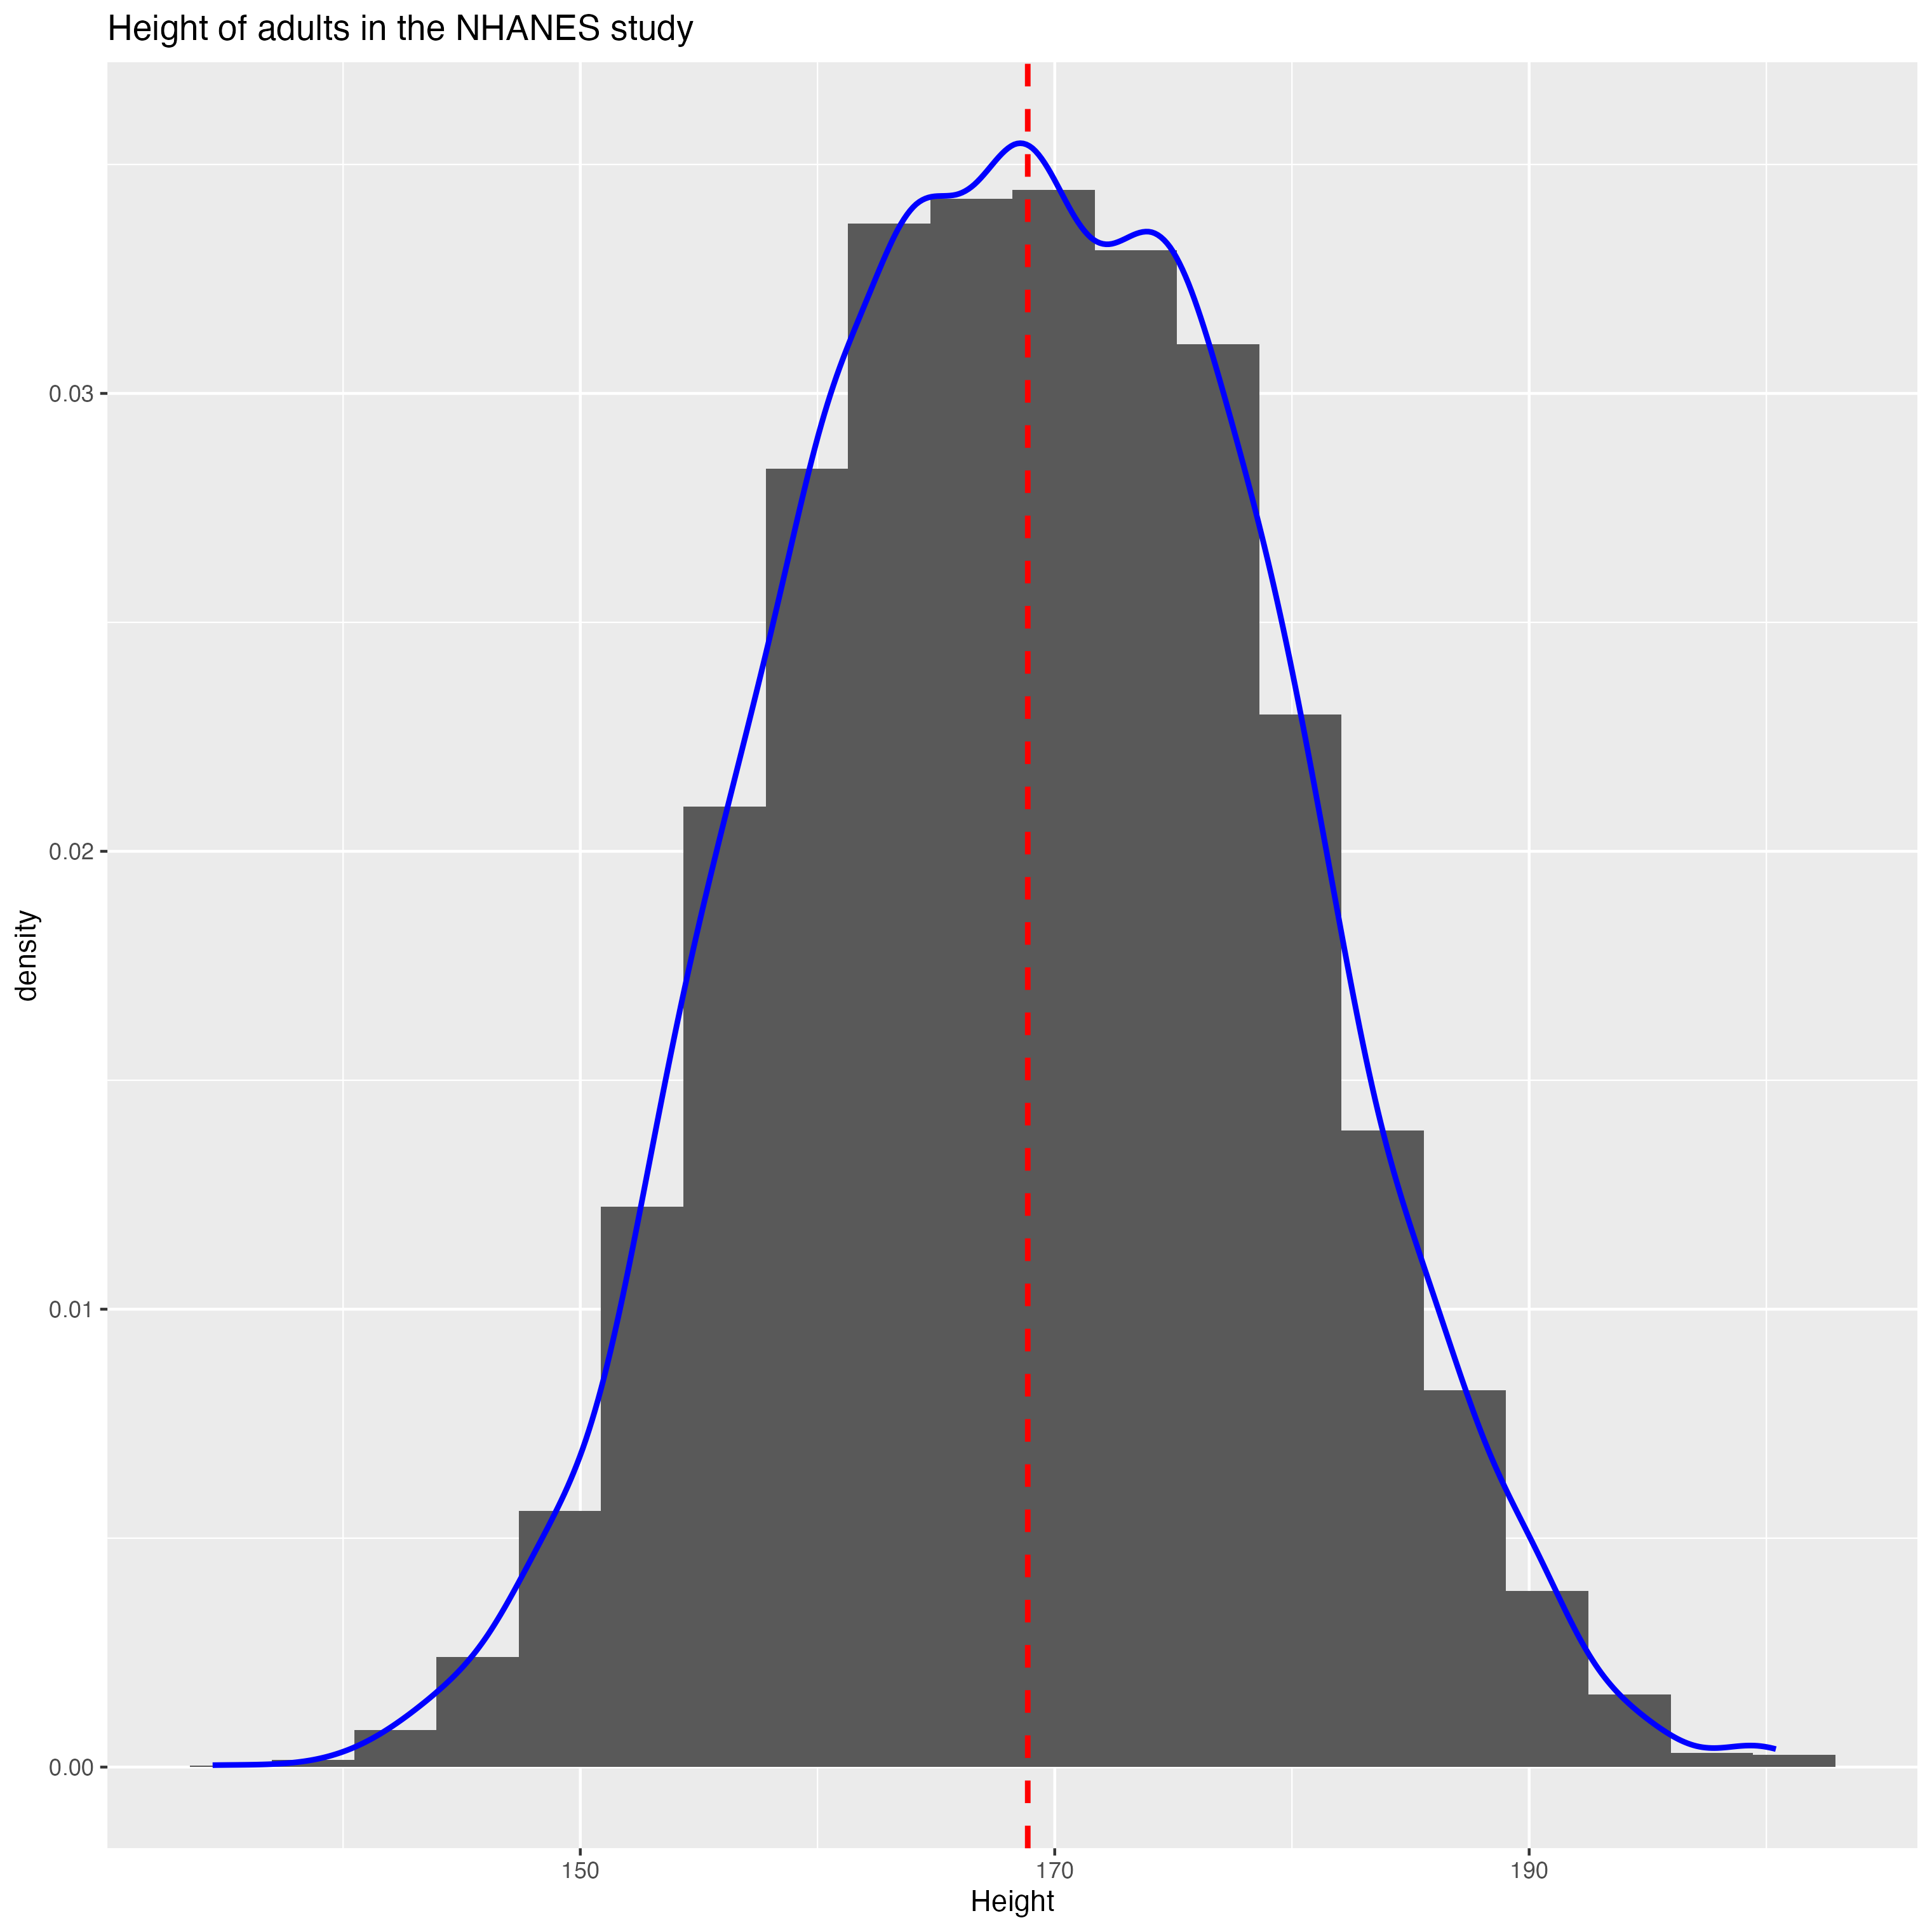 Height of adults in the NHANES study
density
0.03
0.02
0.01
0.00
150 170 190
Height